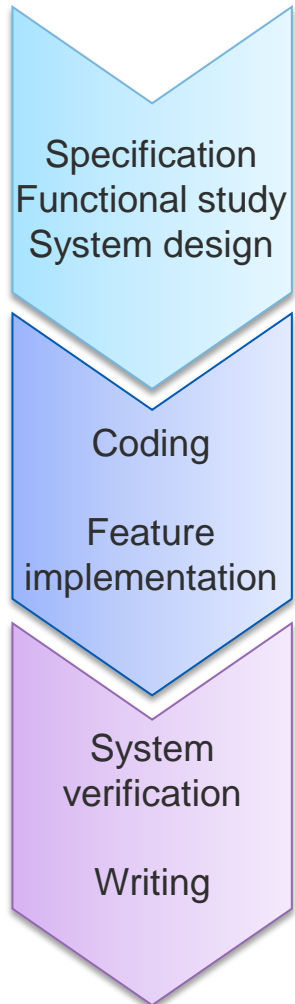 Specification
Functional study
System design
Coding
Feature
implementation
System
verification
Writing